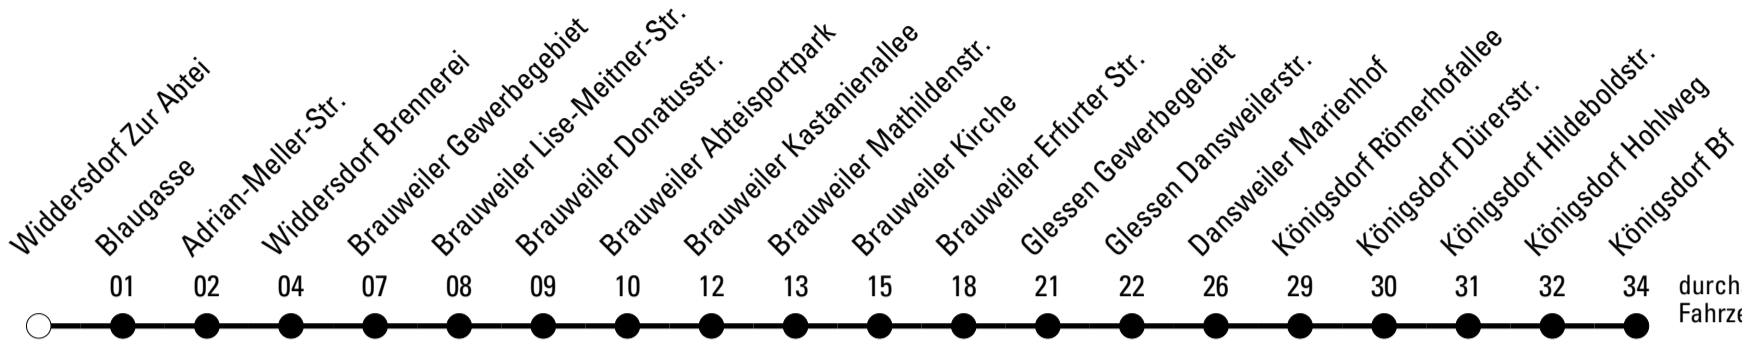 Widdersdorf Zur Abtei
Blaugasse
Adrian-Meller-Str.
Widdersdorf Brennerei
Brauweiler Gewerbegebiet
Brauweiler Lise-Meitner-Str.
Brauweiler Donatusstr.
Brauweiler Abteisportpark
Brauweiler Kastanienallee
Brauweiler Mathildenstr.
Brauweiler Kirche
Brauweiler Erfurter Str.
Glessen Gewerbegebiet
Glessen Dansweilerstr.
Dansweiler Marienhof
Königsdorf Römerhofallee
Königsdorf Dürerstr.
Königsdorf Hildeboldstr.
Königsdorf Hohlweg
Königsdorf Bf
01 02 04 07 08 09 10 12 13 15 18 21 22 26 29 30 31 32 34 durch
Fahrze